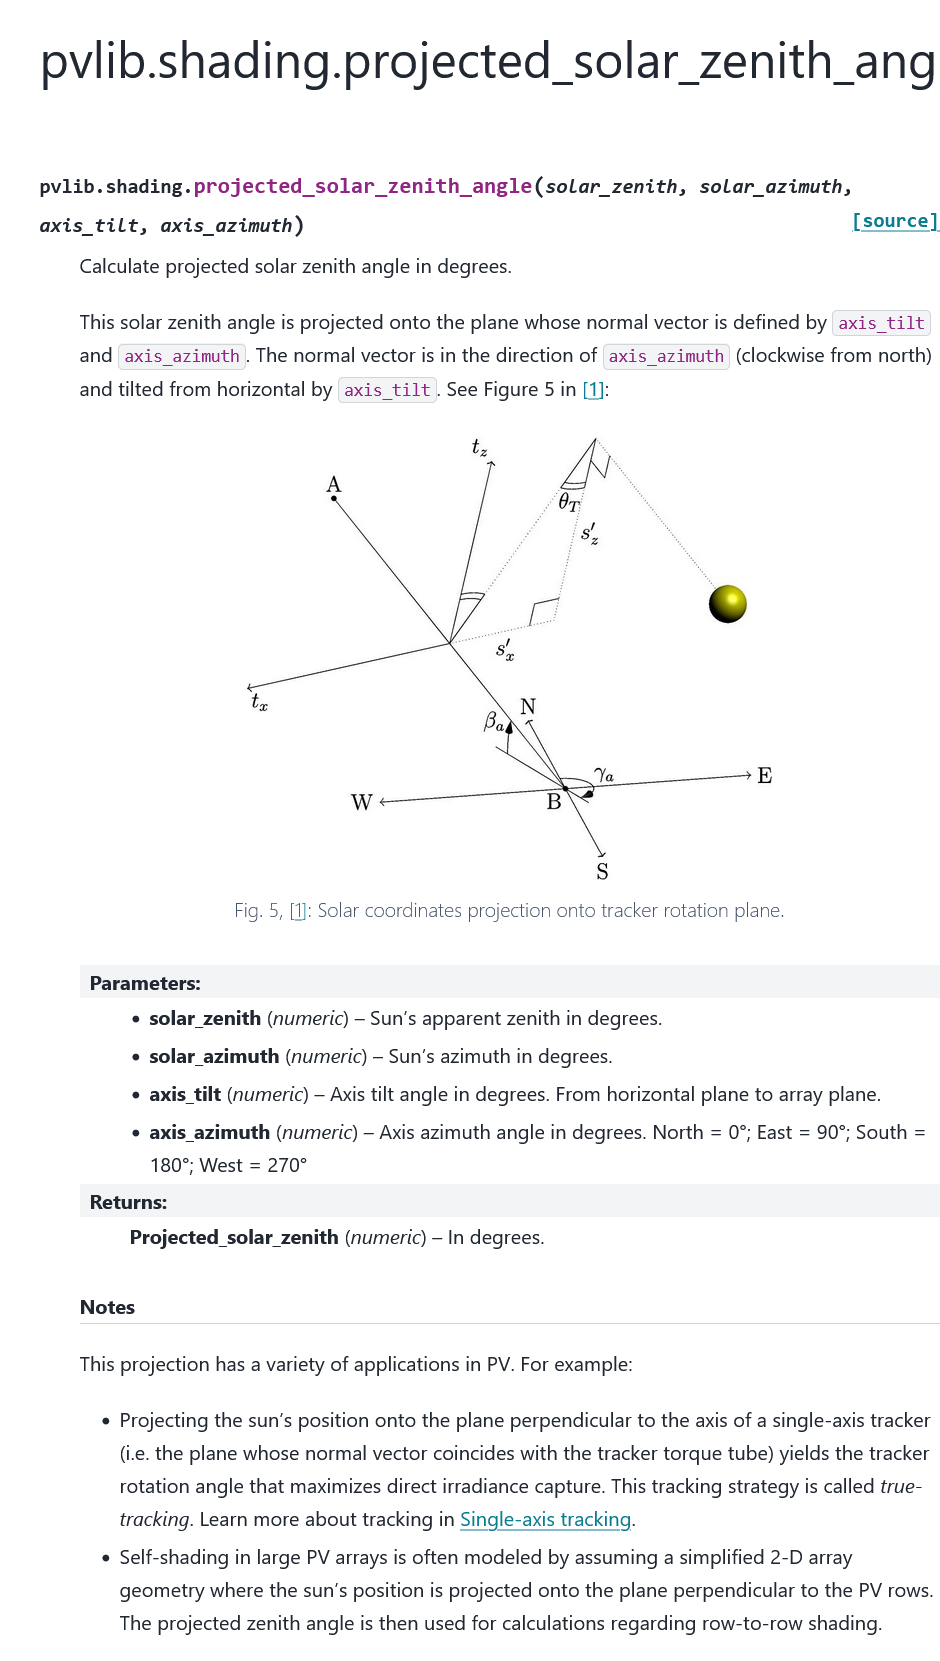 pvlib.shading.projected_solar_zenith_ang
pvlib.shading.projected_solar_zenith_angle(solar_zenith, solar_azimuth,
axis_tilt, axis_azimuth)
[source]
Calculate projected solar zenith angle in degrees.
This solar zenith angle is projected onto the plane whose normal vector is defined by axis_tilt
and axis_azimuth. The normal vector is in the direction of axis_azimuth (clockwise from north)
and tilted from horizontal by axis_tilt. See Figure 5 in [1]:
t_z
A
θ_T
s′_z
s′_x
t_x
N
β_a
γ_a
E
W
B
S
Fig. 5, [1]: Solar coordinates projection onto tracker rotation plane.
Parameters:
• solar_zenith (numeric) – Sun’s apparent zenith in degrees.
• solar_azimuth (numeric) – Sun’s azimuth in degrees.
• axis_tilt (numeric) – Axis tilt angle in degrees. From horizontal plane to array plane.
• axis_azimuth (numeric) – Axis azimuth angle in degrees. North = 0°; East = 90°; South =
180°; West = 270°
Returns:
Projected_solar_zenith (numeric) – In degrees.
Notes
This projection has a variety of applications in PV. For example:
• Projecting the sun’s position onto the plane perpendicular to the axis of a single-axis tracker
(i.e. the plane whose normal vector coincides with the tracker torque tube) yields the tracker
rotation angle that maximizes direct irradiance capture. This tracking strategy is called true-
tracking. Learn more about tracking in Single-axis tracking.
• Self-shading in large PV arrays is often modeled by assuming a simplified 2-D array
geometry where the sun’s position is projected onto the plane perpendicular to the PV rows.
The projected zenith angle is then used for calculations regarding row-to-row shading.